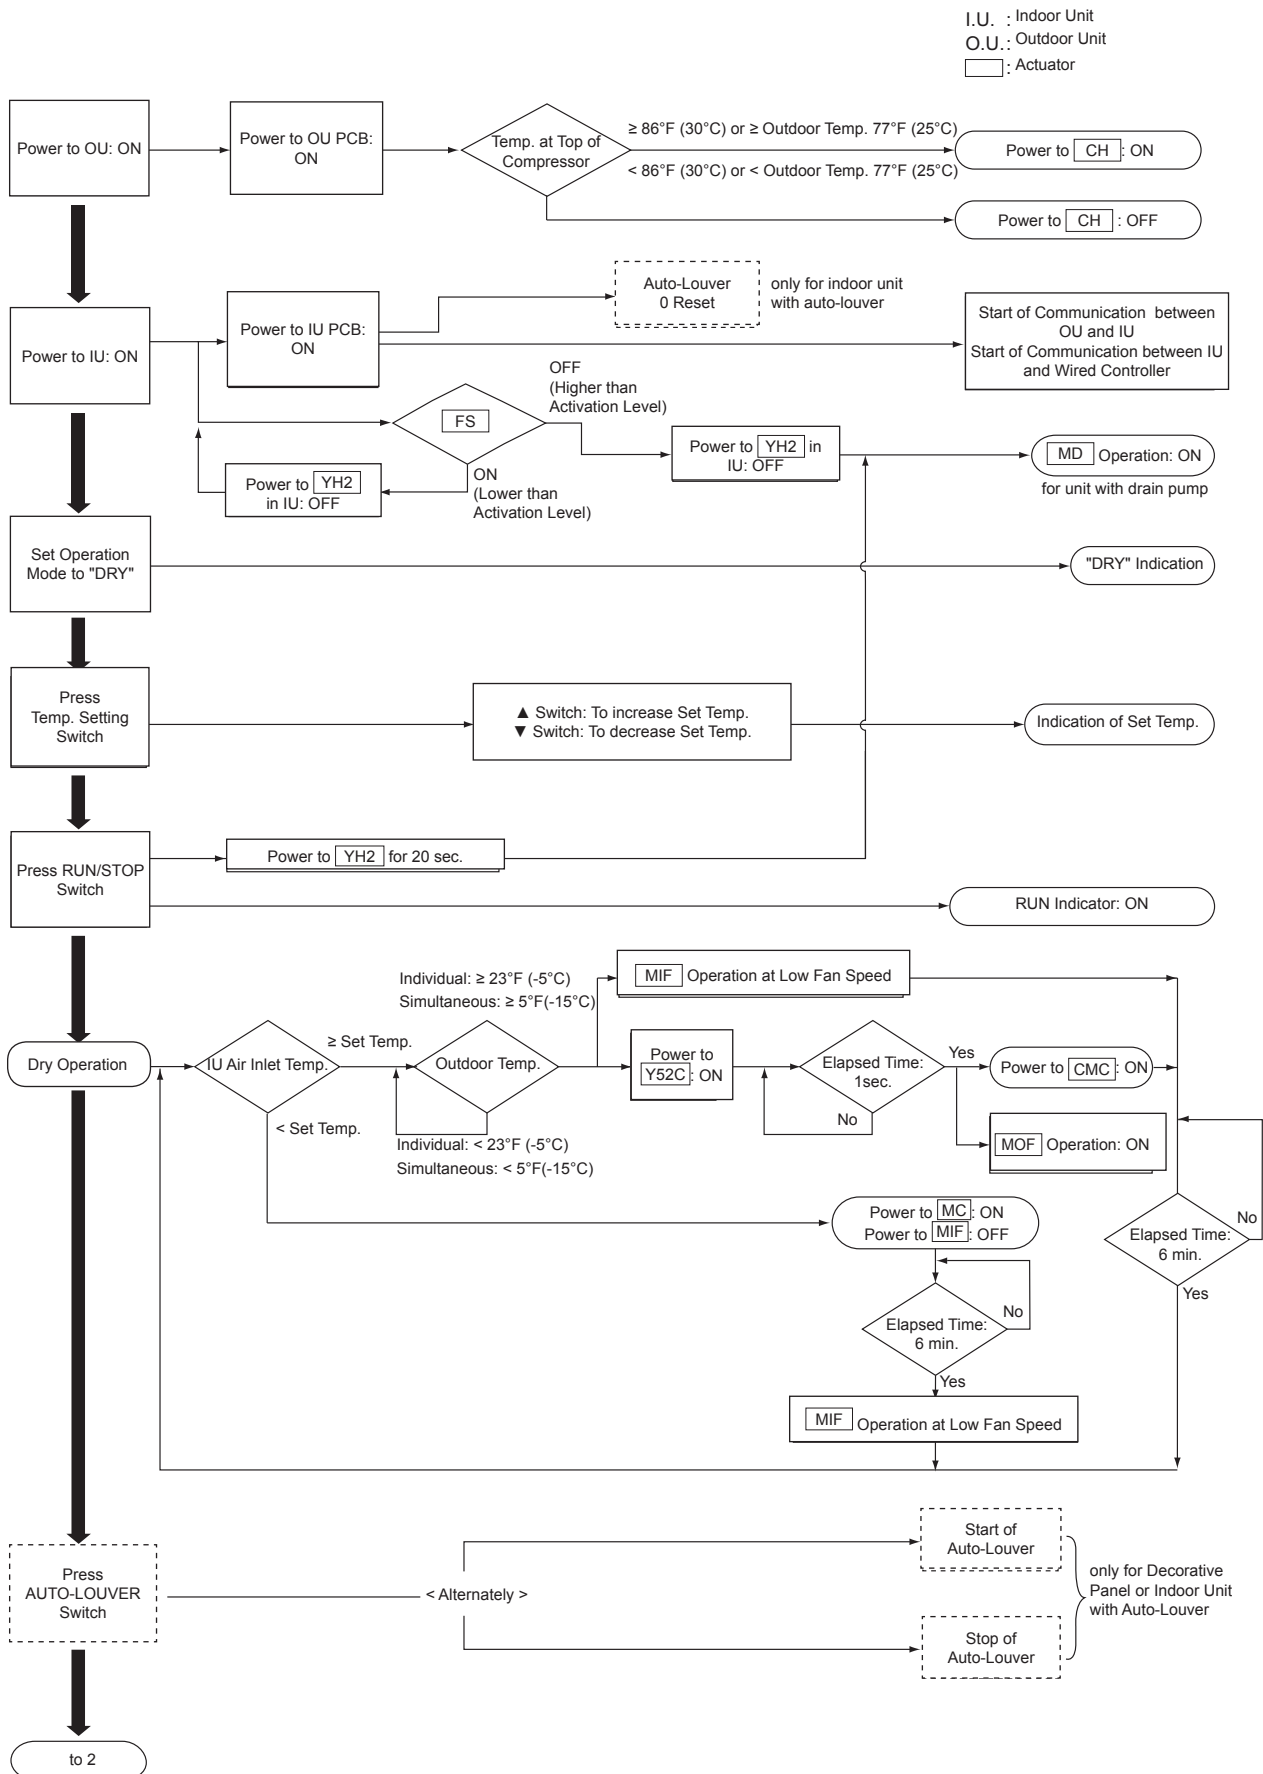 I.U. : Indoor Unit
O.U.: Outdoor Unit
: Actuator
Power to OU: ON
Power to OU PCB:
ON
Temp. at Top of
Compressor
≥ 86°F (30°C) or ≥ Outdoor Temp. 77°F (25°C)
< 86°F (30°C) or < Outdoor Temp. 77°F (25°C)
Power to CH : ON
Power to CH : OFF
Power to IU: ON
Power to IU PCB:
ON
Auto-Louver
0 Reset
only for indoor unit
with auto-louver
Start of Communication between
OU and IU
Start of Communication between IU
and Wired Controller
FS
OFF
(Higher than
Activation Level)
ON
(Lower than
Activation Level)
Power to YH2
in IU: OFF
Power to YH2 in
IU: OFF
MD Operation: ON
for unit with drain pump
Set Operation
Mode to "DRY"
"DRY" Indication
Press
Temp. Setting
Switch
▲ Switch: To increase Set Temp.
▼ Switch: To decrease Set Temp.
Indication of Set Temp.
Press RUN/STOP
Switch
Power to YH2 for 20 sec.
RUN Indicator: ON
Dry Operation
IU Air Inlet Temp.
≥ Set Temp.
< Set Temp.
Individual: ≥ 23°F (-5°C)
Simultaneous: ≥ 5°F(-15°C)
Outdoor Temp.
Individual: < 23°F (-5°C)
Simultaneous: < 5°F(-15°C)
MIF Operation at Low Fan Speed
Power to
Y52C : ON
Elapsed Time:
1sec.
Yes
No
Power to CMC : ON
MOF Operation: ON
Power to MC : ON
Power to MIF : OFF
Elapsed Time:
6 min.
No
Yes
Elapsed Time:
6 min.
No
Yes
MIF Operation at Low Fan Speed
Press
AUTO-LOUVER
Switch
< Alternately >
Start of
Auto-Louver
Stop of
Auto-Louver
only for Decorative
Panel or Indoor Unit
with Auto-Louver
to 2